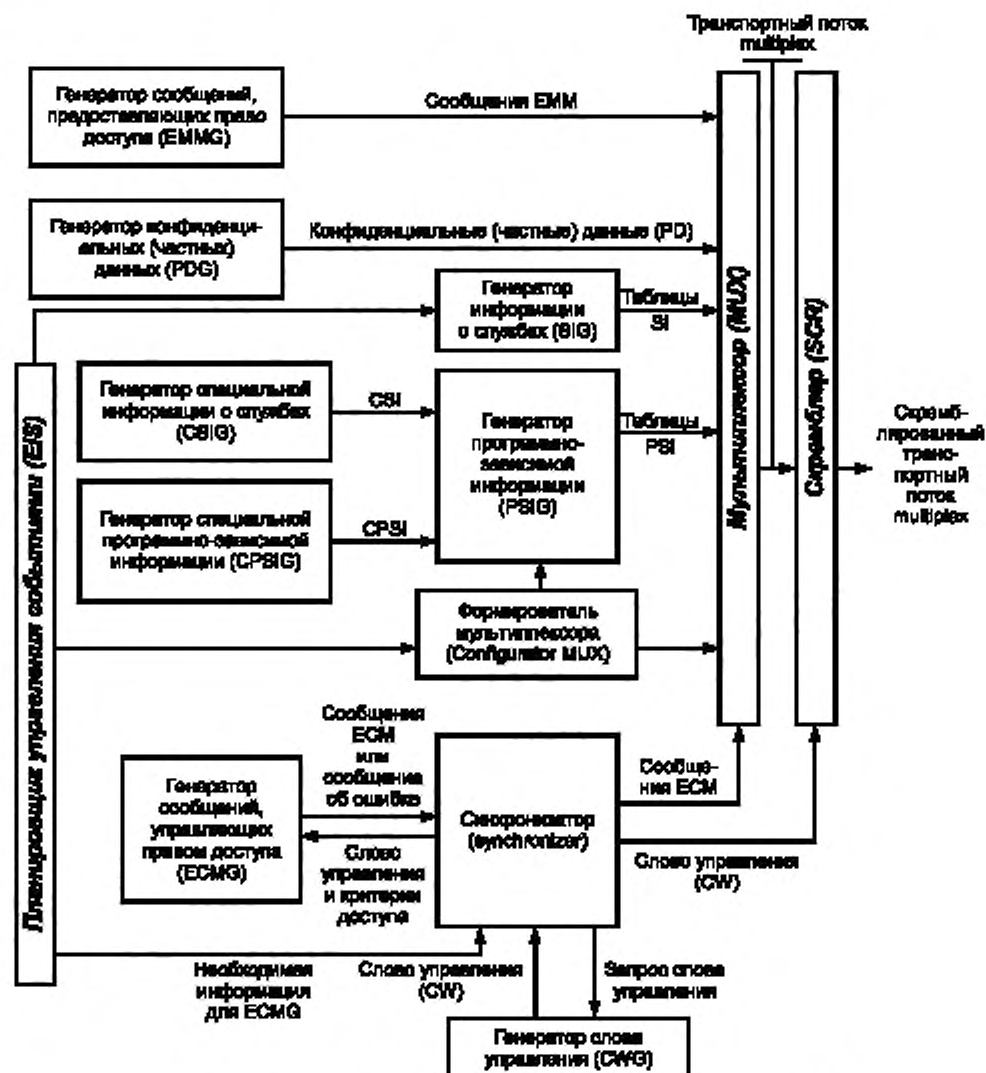 Транспортный поток
multiplex
Генератор сообщений,
предоставляющих право
доступа (EMMG)
Сообщения EMM
Генератор конфиденци-
альных (частных)
данных (PDG)
Конфиденциальные (частные) данные (PD)
Генератор
информации
о службах (SIG)
Таблицы
SI
Мультиплексор (MUX)
Скремблер (SCR)
Планировщик управления событиями (EIS)
Генератор специальной
информации о службах
(CSIG)
CSI
Генератор
программно-
зависимой
информации
(PSIG)
Таблицы
PSI
Скремб-
лированный
транс-
портный
поток
multiplex
Генератор специальной
программно-зависимой
информации (CPSIG)
CPSI
Формирователь
мультиплексора
(Configurator MUX)
Сообщения
ECM
или
сообщение
об ошибке
Генератор
сообщений,
управляющих
правом доступа
(ECMG)
Синхронизатор
(synchronizer)
Сообще-
ния ECM
Слово
управления
и критерии
доступа
Слово управления
(CW)
Необходимая
информация
для ECMG
Слово управления
(CW)
Запрос слова
управления
Генератор слова
управления (CWG)